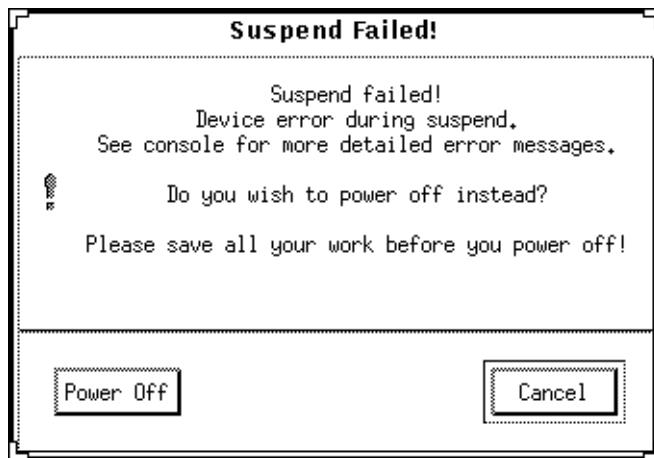 Suspend Failed!
Suspend failed!
Device error during suspend.
See console for more detailed error messages.
Do you wish to power off instead?
Please save all your work before you power off!
Power Off
Cancel